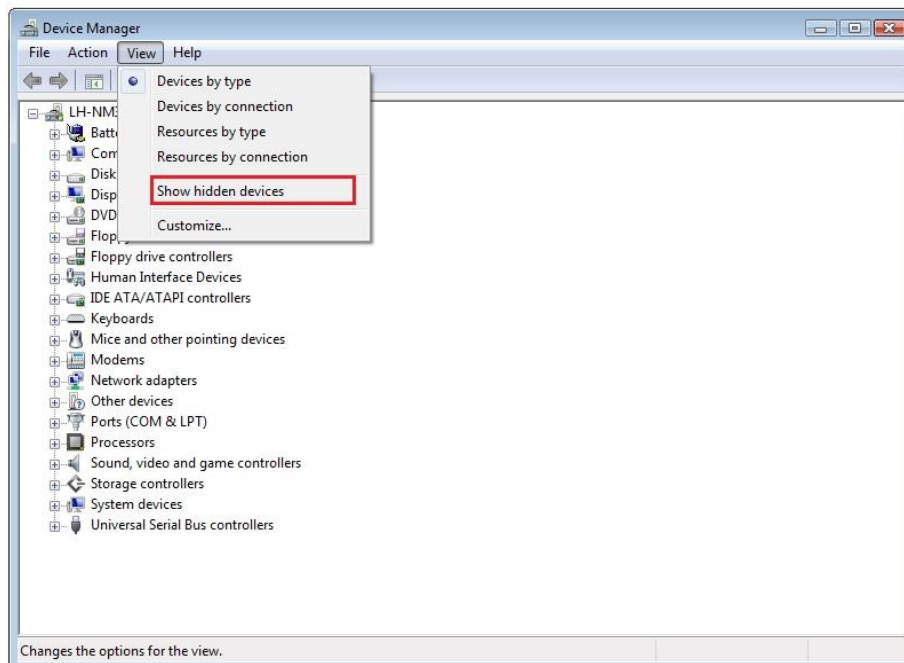 Device Manager
File Action View Help
Devices by type
Devices by connection
Resources by type
Resources by connection
Show hidden devices
Customize...
Floppy drive controllers
Human Interface Devices
IDE ATA/ATAPI controllers
Keyboards
Mice and other pointing devices
Modems
Network adapters
Other devices
Ports (COM & LPT)
Processors
Sound, video and game controllers
Storage controllers
System devices
Universal Serial Bus controllers
Changes the options for the view.